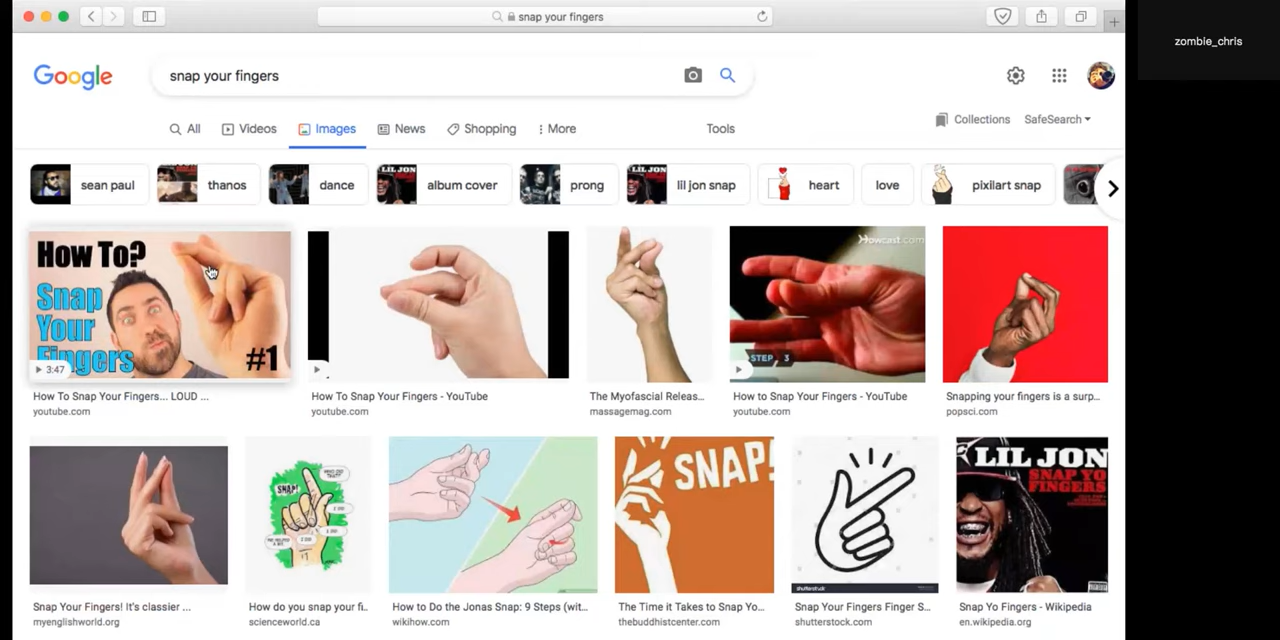 snap your fingers
zombie_chris
Google
snap your fingers
All
Videos
Images
News
Shopping
More
Tools
Collections
SafeSearch
sean paul
thanos
dance
album cover
prong
lil jon snap
heart
love
pixilart snap
How To?
Snap
Your
Fingers
#1
3:47
Howcast.com
STEP 3
How To Snap Your Fingers... LOUD ...
youtube.com
How To Snap Your Fingers - YouTube
youtube.com
The Myofascial Releas...
massagemag.com
How to Snap Your Fingers - YouTube
youtube.com
Snapping your fingers is a surp...
popsci.com
SNAP!
SNAP!
shutterstock
LIL JON
SNAP YO
FINGERS
Snap Your Fingers! It's classier ...
myenglishworld.org
How do you snap your fi..
scienceworld.ca
How to Do the Jonas Snap: 9 Steps (wit...
wikihow.com
The Time it Takes to Snap Yo...
thebuddhistcenter.com
Snap Your Fingers Finger S...
shutterstock.com
Snap Yo Fingers - Wikipedia
en.wikipedia.org